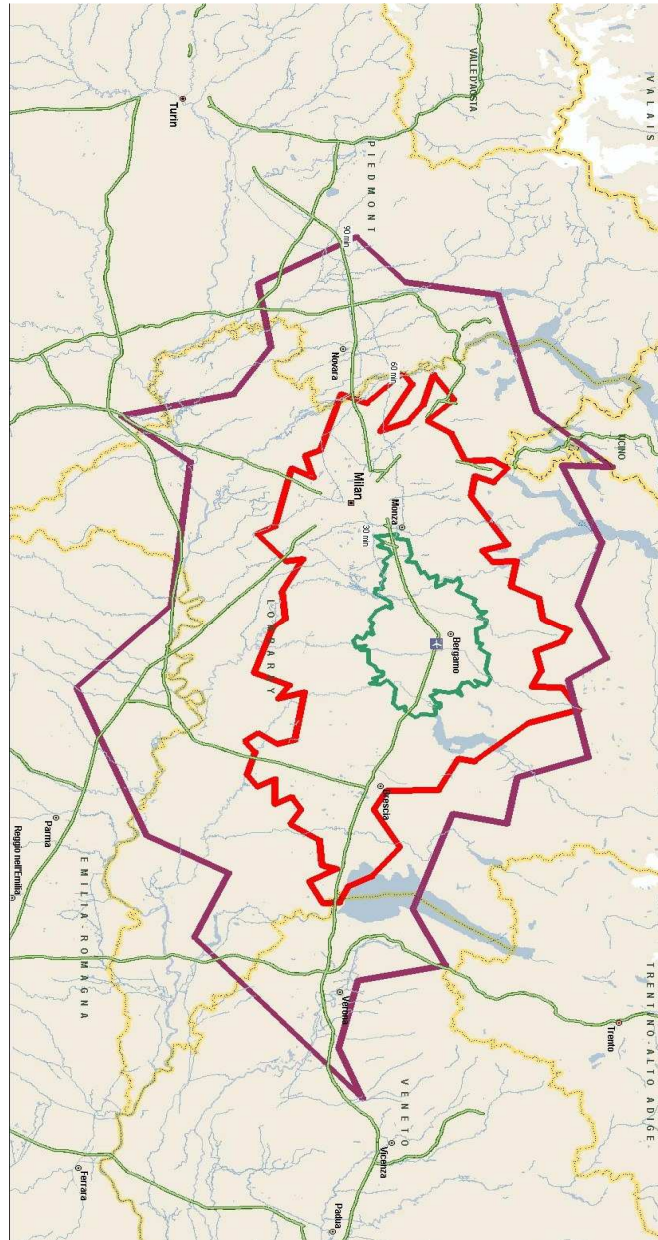 VALAIS
VALLE D'AOSTA
TICINO
TRENTINO-ALTO ADIGE
Trento
Turin
PIEDMONT
90 min
Novara
60 min
Milan
Monza
30 min
Bergamo
LOMBARDY
Brescia
Verona
VENETO
Vicenza
Padua
Parma
Reggio nell'Emilia
EMILIA-ROMAGNA
Ferrara